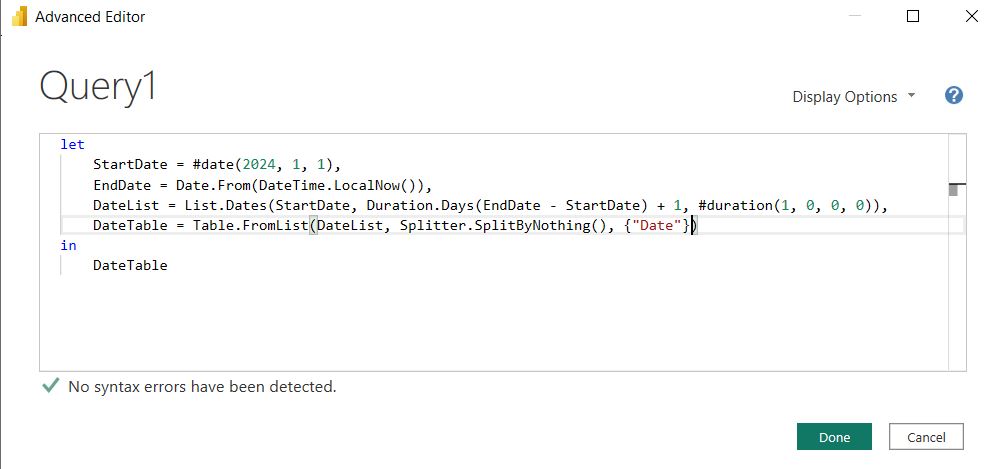 Advanced Editor
Query1
Display Options
?
let
StartDate = #date(2024, 1, 1),
EndDate = Date.From(DateTime.LocalNow()),
DateList = List.Dates(StartDate, Duration.Days(EndDate - StartDate) + 1, #duration(1, 0, 0, 0)),
DateTable = Table.FromList(DateList, Splitter.SplitByNothing(), {"Date"})
in
DateTable
No syntax errors have been detected.
Done
Cancel